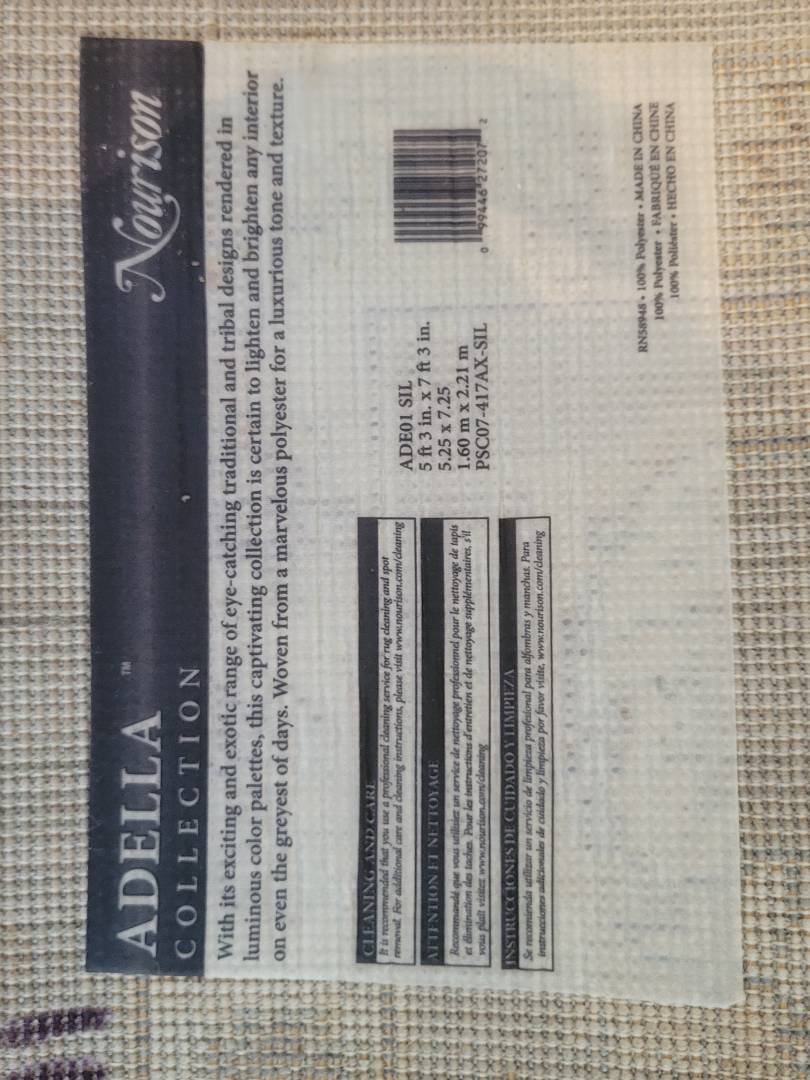 ADELLA ™
COLLECTION
Nourison
With its exciting and exotic range of eye-catching traditional and tribal designs rendered in
luminous color palettes, this captivating collection is certain to lighten and brighten any interior
on even the greyest of days. Woven from a marvelous polyester for a luxurious tone and texture.
CLEANING AND CARE
It is recommended that you use a professional cleaning service for rug cleaning and spot
removal. For additional care and cleaning instructions, please visit www.nourison.com/cleaning
ATTENTION ET NETTOYAGE
Recommandé que vous utilisiez un service de nettoyage professionnel pour le nettoyage de tapis
et élimination des taches. Pour les instructions d'entretien et de nettoyage supplémentaires, s'il
vous plaît visitez www.nourison.com/cleaning
INSTRUCCIONES DE CUIDADO Y LIMPIEZA
Se recomienda utilizar un servicio de limpieza profesional para alfombras y manchas. Para
instrucciones adicionales de cuidado y limpieza por favor visite, www.nourison.com/cleaning
ADE01 SIL
5 ft 3 in. x 7 ft 3 in.
5.25 x 7.25
1.60 m x 2.21 m
PSC07-417AX-SIL
0 99446 27207 2
RN58948 • 100% Polyester • MADE IN CHINA
100% Polyester • FABRIQUÉ EN CHINE
100% Poliéster • HECHO EN CHINA